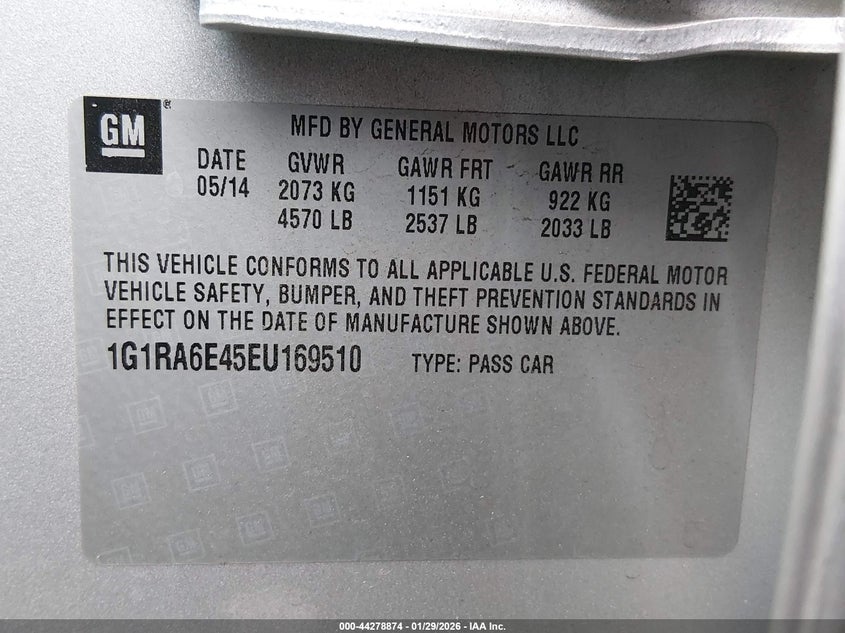 GM®
MFD BY GENERAL MOTORS LLC
DATE GVWR GAWR FRT GAWR RR
05/14 2073 KG 1151 KG 922 KG
4570 LB 2537 LB 2033 LB
THIS VEHICLE CONFORMS TO ALL APPLICABLE U.S. FEDERAL MOTOR
VEHICLE SAFETY, BUMPER, AND THEFT PREVENTION STANDARDS IN
EFFECT ON THE DATE OF MANUFACTURE SHOWN ABOVE.
1G1RA6E45EU169510 TYPE: PASS CAR
000-44278874 | 01/29/2026 - IAA Inc.